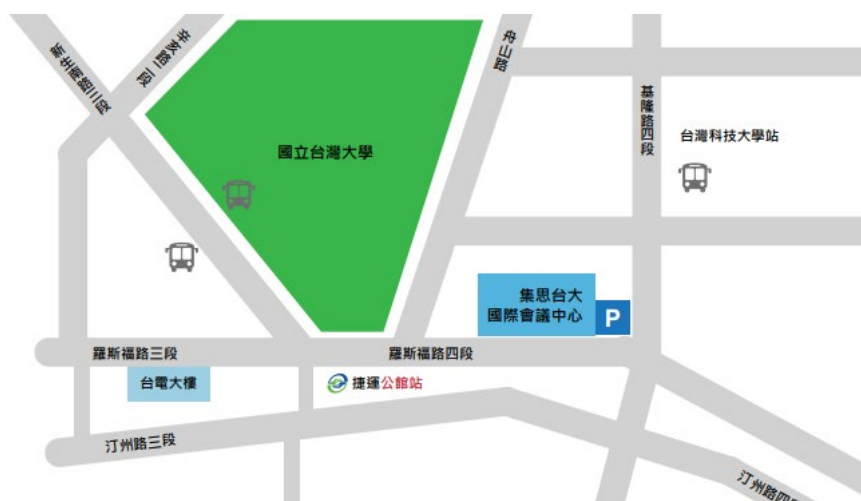 新生南路三段
辛亥路一段
舟山路
基隆路四段
國立台灣大學
台灣科技大學站
集思台大
國際會議中心
P
羅斯福路三段
羅斯福路四段
台電大樓
捷運公館站
汀州路三段
汀州路四段